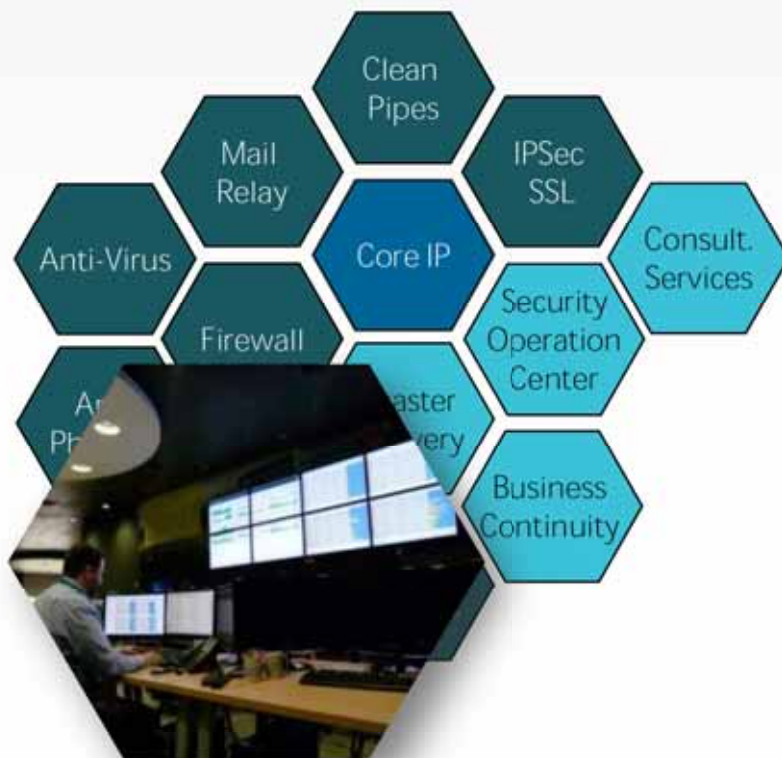 Clean
Pipes
Mail
Relay
IPSec
SSL
Anti-Virus
Core IP
Consult.
Services
Firewall
Security
Operation
Center
Business
Continuity